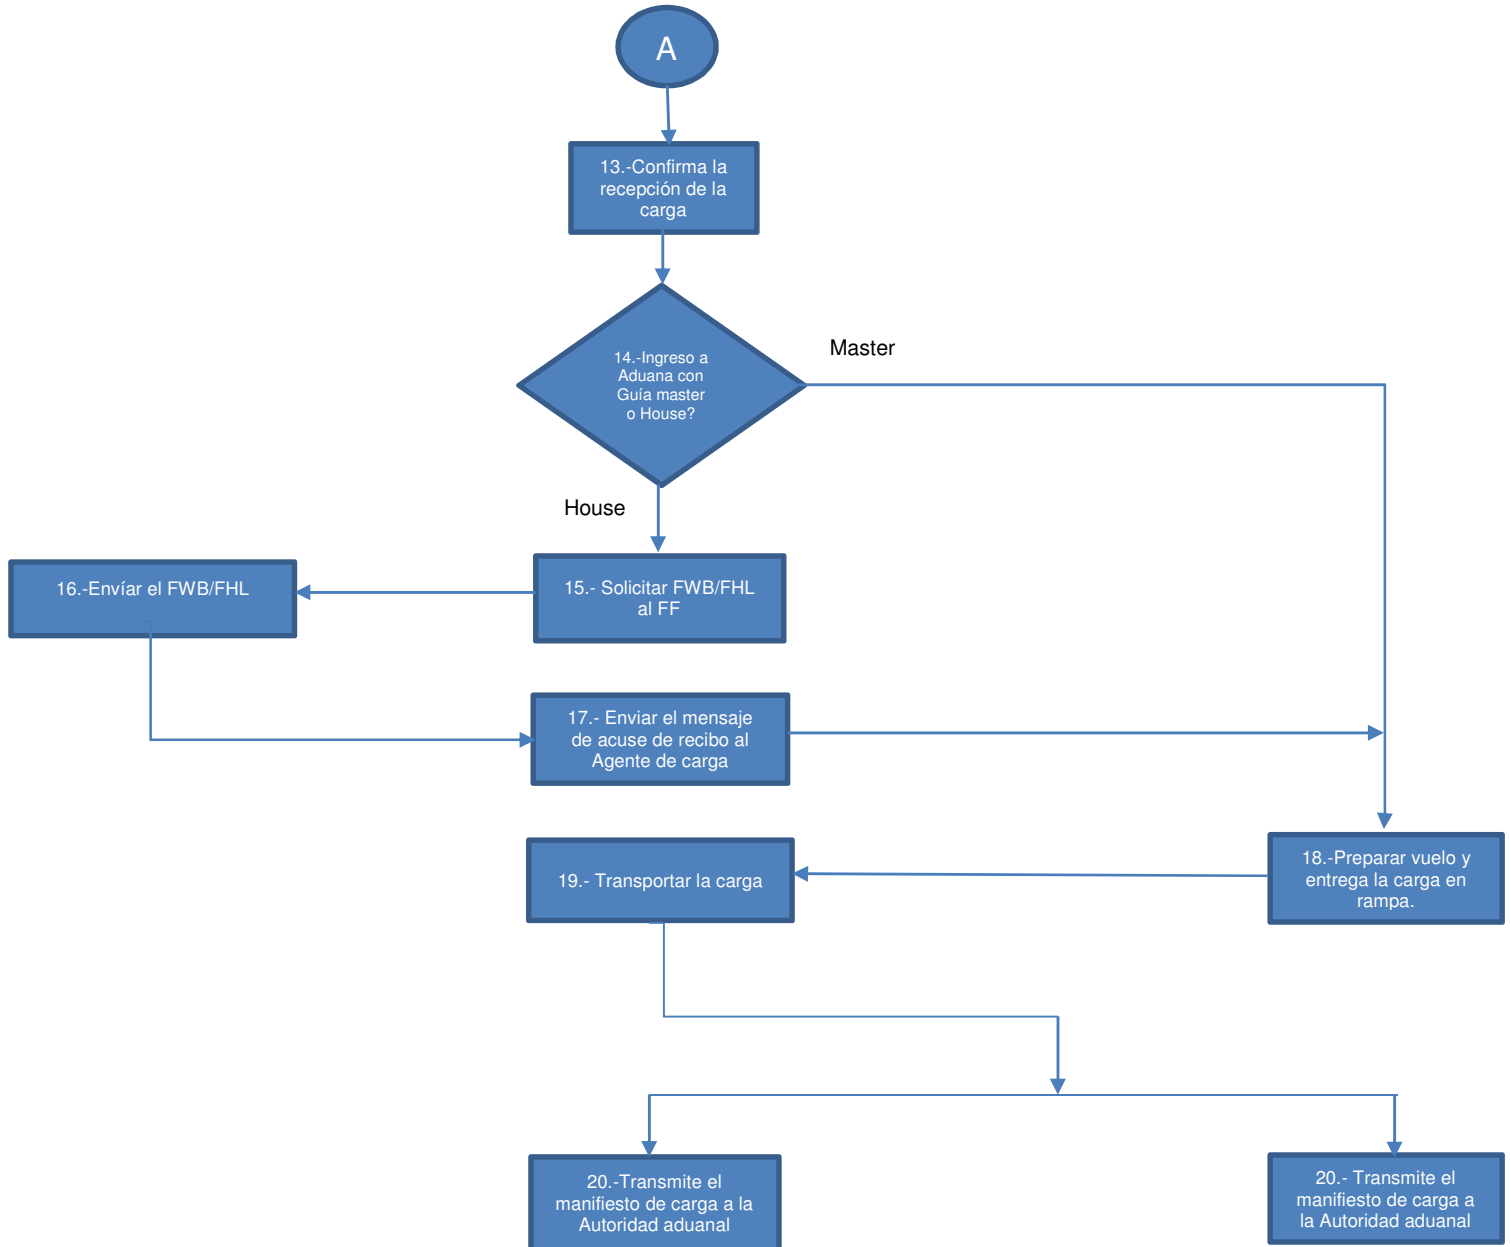 A
13.-Confirma la
recepción de la
carga
14.-Ingreso a
Aduana con
Guía master
o House?
Master
House
16.-Envíar el FWB/FHL
15.- Solicitar FWB/FHL
al FF
17.- Enviar el mensaje
de acuse de recibo al
Agente de carga
18.-Preparar vuelo y
entrega la carga en
rampa.
19.- Transportar la carga
20.-Transmite el
manifiesto de carga a la
Autoridad aduanal
20.- Transmite el
manifiesto de carga a
la Autoridad aduanal